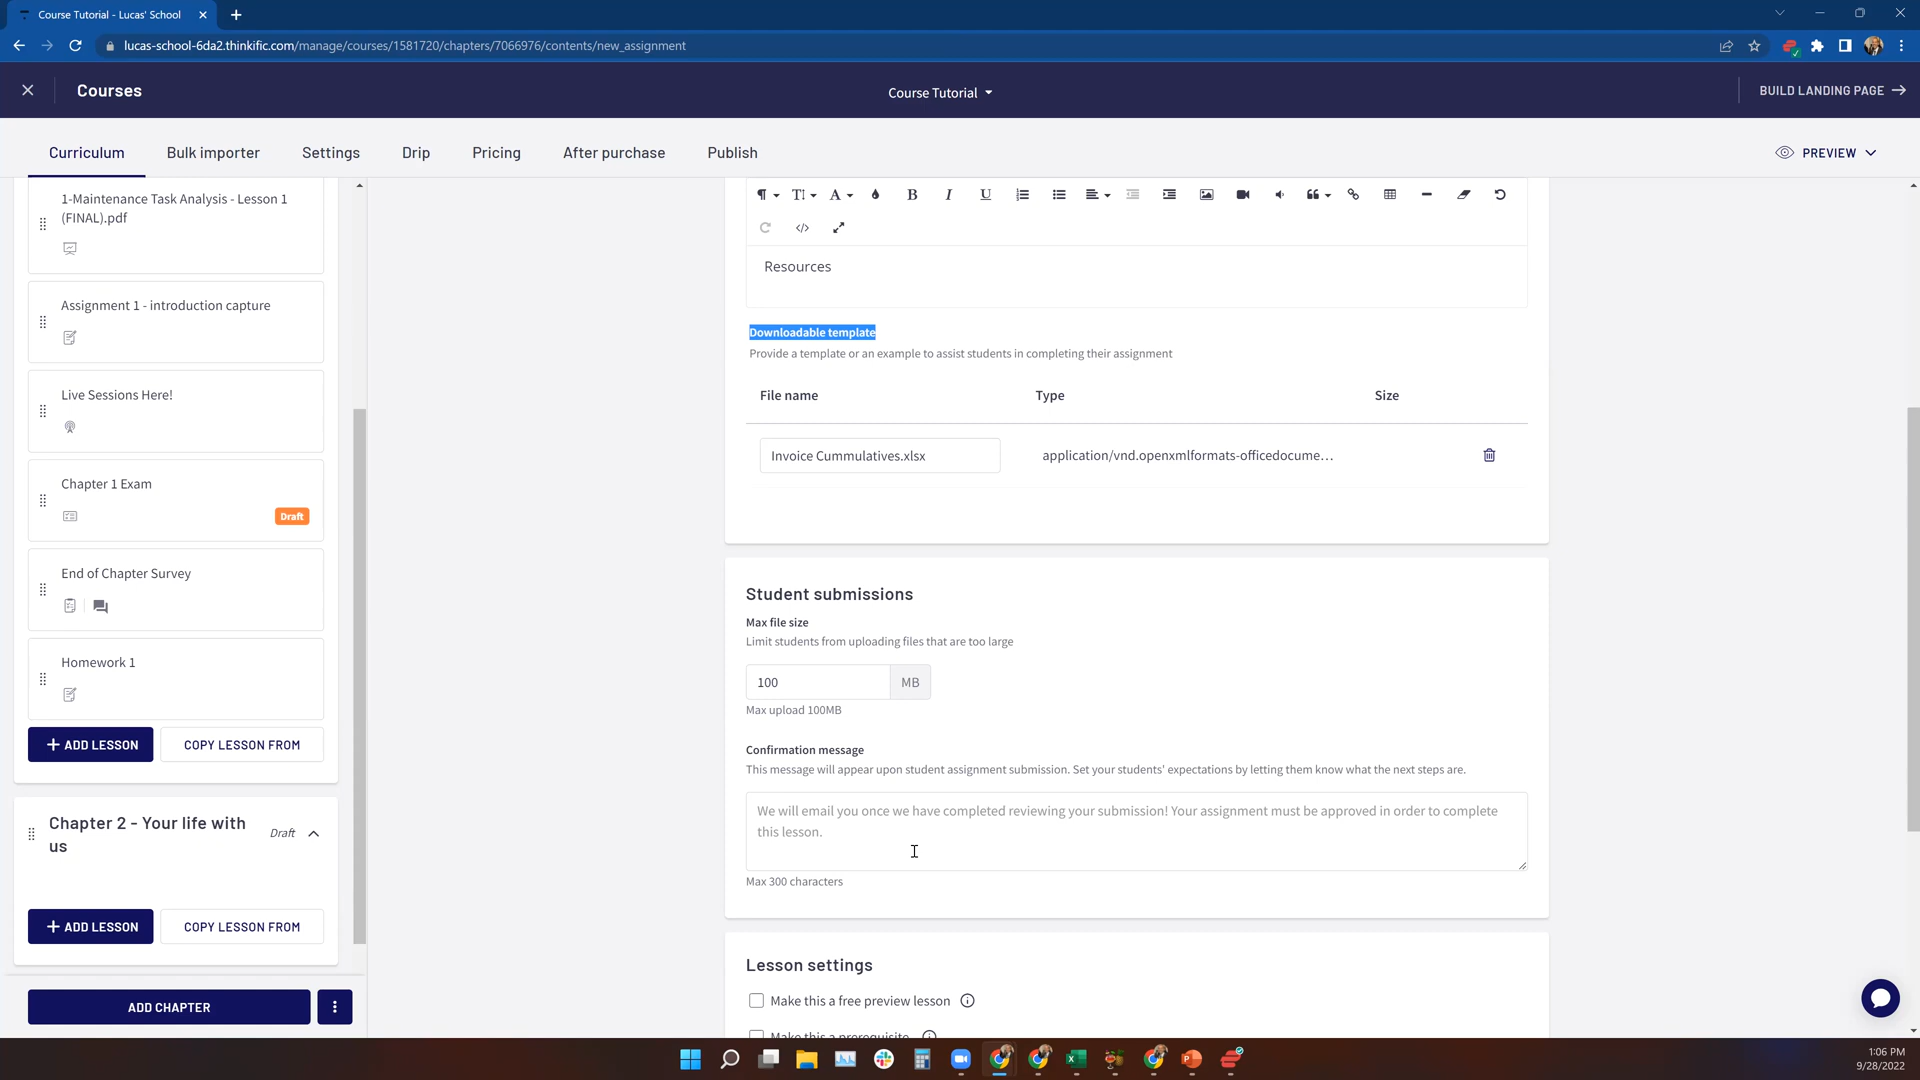 Course Tutorial - Lucas' School
lucas-school-6da2.thinkific.com/manage/courses/1581720/chapters/7066976/contents/new_assignment
Courses
Course Tutorial
BUILD LANDING PAGE
Curriculum
Bulk importer
Settings
Drip
Pricing
After purchase
Publish
PREVIEW
1-Maintenance Task Analysis - Lesson 1
(FINAL).pdf
Assignment 1 - introduction capture
Live Sessions Here!
Chapter 1 Exam
Draft
End of Chapter Survey
Homework 1
+ ADD LESSON
COPY LESSON FROM
Chapter 2 - Your life with
us
Draft
+ ADD LESSON
COPY LESSON FROM
ADD CHAPTER
Resources
Downloadable template
Provide a template or an example to assist students in completing their assignment
File name
Type
Size
Invoice Cummulatives.xlsx
application/vnd.openxmlformats-officedocume...
Student submissions
Max file size
Limit students from uploading files that are too large
100
MB
Max upload 100MB
Confirmation message
This message will appear upon student assignment submission. Set your students' expectations by letting them know what the next steps are.
We will email you once we have completed reviewing your submission! Your assignment must be approved in order to complete
this lesson.
Max 300 characters
Lesson settings
Make this a free preview lesson
Make this a prerequisite
1:06 PM
9/28/2022